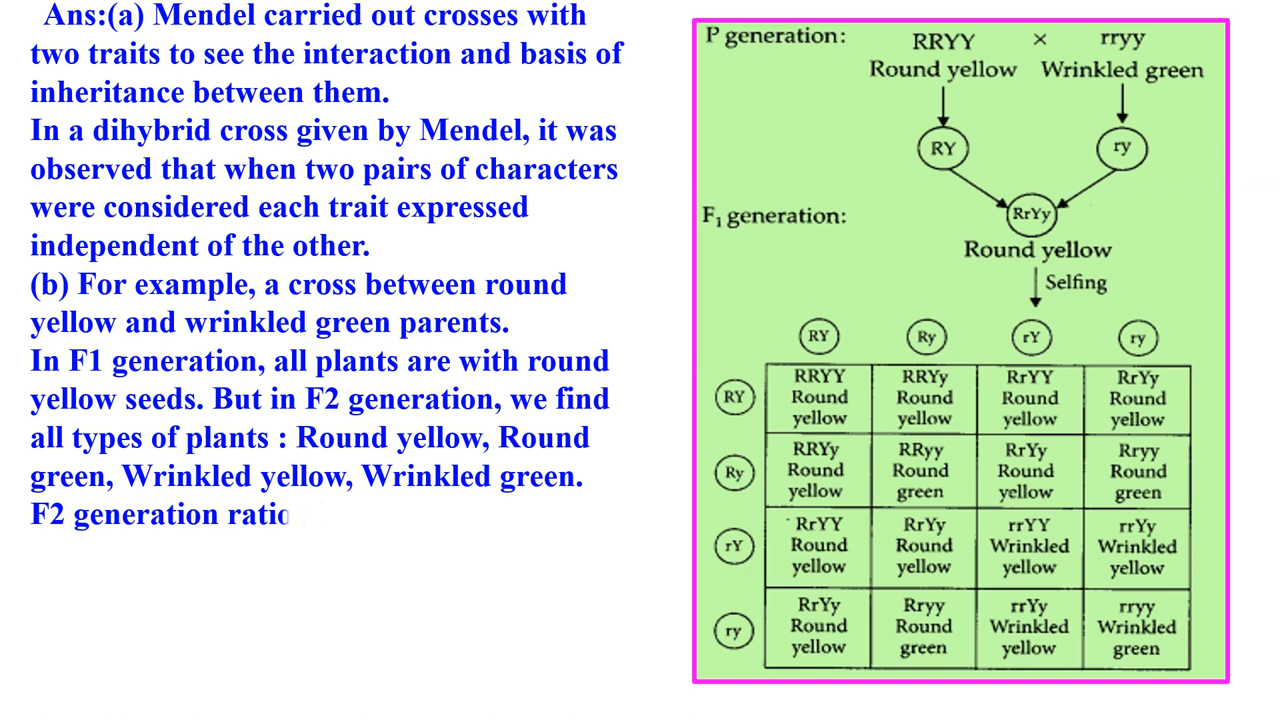 Ans:(a) Mendel carried out crosses with
two traits to see the interaction and basis of
inheritance between them.
In a dihybrid cross given by Mendel, it was
observed that when two pairs of characters
were considered each trait expressed
independent of the other.
(b) For example, a cross between round
yellow and wrinkled green parents.
In F1 generation, all plants are with round
yellow seeds. But in F2 generation, we find
all types of plants : Round yellow, Round
green, Wrinkled yellow, Wrinkled green.
F2 generation ratio
P generation: RRYY × rryy
Round yellow Wrinkled green
RY ry
F₁ generation: RrYy
Round yellow
Selfing
RY Ry rY ry
RRYY RRYy RrYY RrYy
RY Round Round Round Round
yellow yellow yellow yellow
RRYy RRyy RrYy Rryy
Ry Round Round Round Round
yellow green yellow green
RrYY RrYy rrYY rrYy
rY Round Round Wrinkled Wrinkled
yellow yellow yellow yellow
RrYy Rryy rrYy rryy
ry Round Round Wrinkled Wrinkled
yellow green yellow green